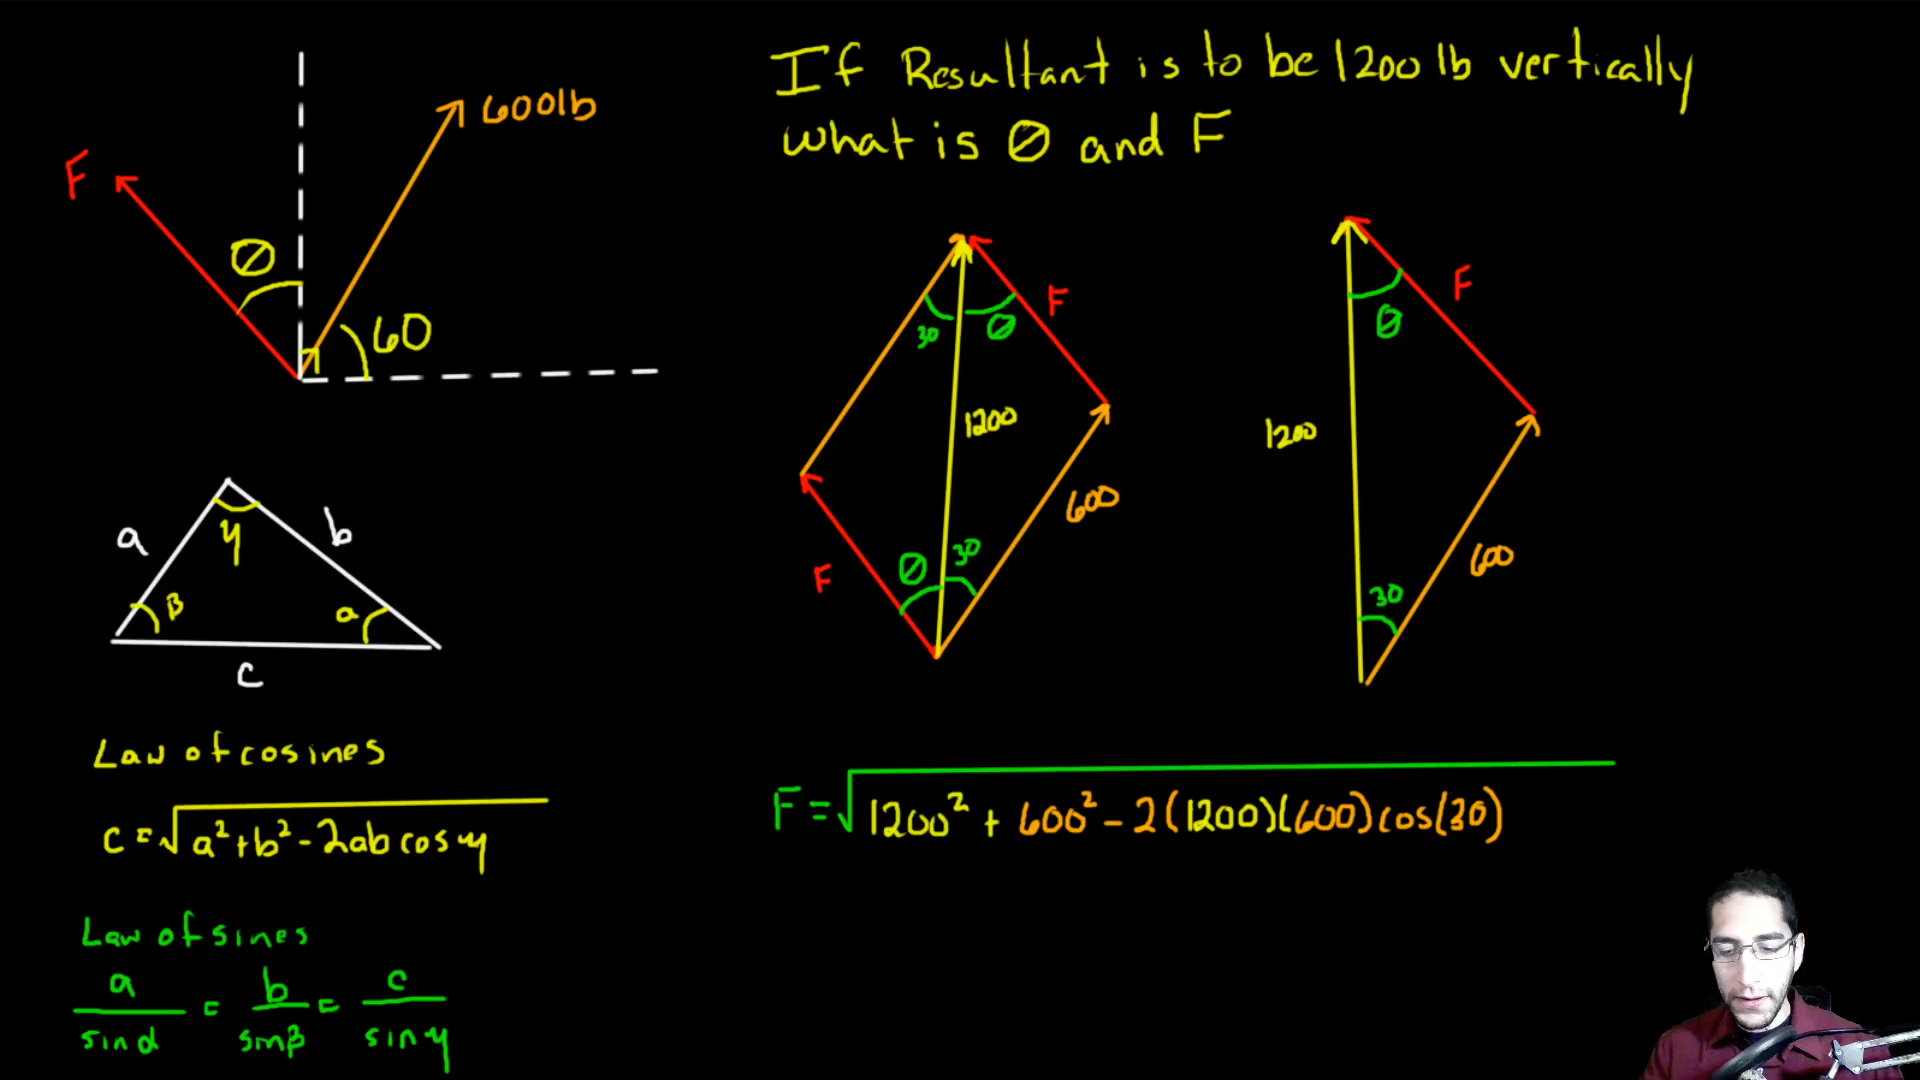 If Resultant is to be 1200 lb vertically
what is Ø and F
600lb
F
Ø
60
a
b
y
β
a
c
Law of cosines
c = √a²+b²-2ab cos y
Law of sines
a/sin α = b/sin β = c/sin y
30
Ø
F
1200
600
F
Ø
30
F
Ø
1200
600
30
F = √1200² + 600² - 2(1200)(600)cos(30)